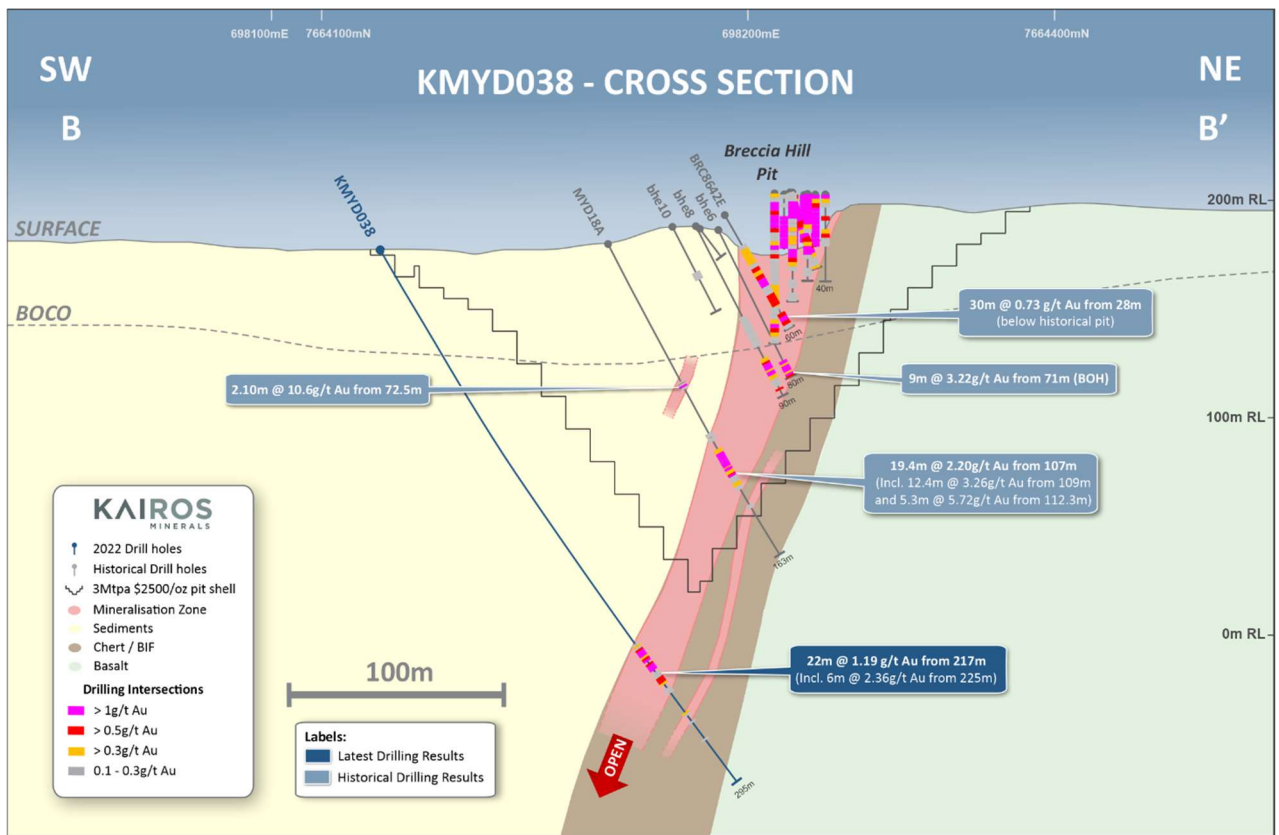 698100mE
7664100mN
698200mE
7664400mN
SW
NE
KMYD038 - CROSS SECTION
B
B’
Breccia Hill
Pit
KMYD038
MYD18A
bhe10
bhe8
bhe6
BRC8642E
200m RL
SURFACE
BOCO
40m
30m @ 0.73 g/t Au from 28m
(below historical pit)
60m
2.10m @ 10.6g/t Au from 72.5m
9m @ 3.22g/t Au from 71m (BOH)
80m
90m
100m RL
19.4m @ 2.20g/t Au from 107m
(Incl. 12.4m @ 3.26g/t Au from 109m
and 5.3m @ 5.72g/t Au from 112.3m)
163m
0m RL
22m @ 1.19 g/t Au from 217m
(Incl. 6m @ 2.36g/t Au from 225m)
295m
OPEN
100m
KAIROS
MINERALS
2022 Drill holes
Historical Drill holes
3Mtpa $2500/oz pit shell
Mineralisation Zone
Sediments
Chert / BIF
Basalt
Drilling Intersections
> 1g/t Au
> 0.5g/t Au
> 0.3g/t Au
0.1 - 0.3g/t Au
Labels:
Latest Drilling Results
Historical Drilling Results